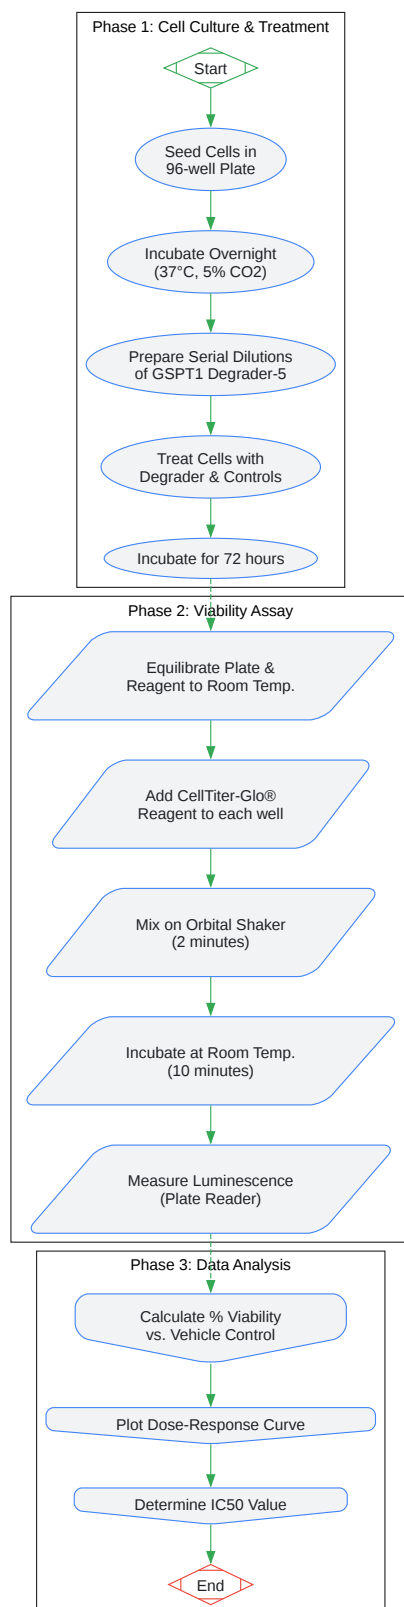 Phase 1: Cell Culture & Treatment
Start
Seed Cells in
96-well Plate
Incubate Overnight
(37°C, 5% CO2)
Prepare Serial Dilutions
of GSPT1 Degrader-5
Treat Cells with
Degrader & Controls
Incubate for 72 hours
Phase 2: Viability Assay
Equilibrate Plate &
Reagent to Room Temp.
Add CellTiter-Glo®
Reagent to each well
Mix on Orbital Shaker
(2 minutes)
Incubate at Room Temp.
(10 minutes)
Measure Luminescence
(Plate Reader)
Phase 3: Data Analysis
Calculate % Viability
vs. Vehicle Control
Plot Dose-Response Curve
Determine IC50 Value
End